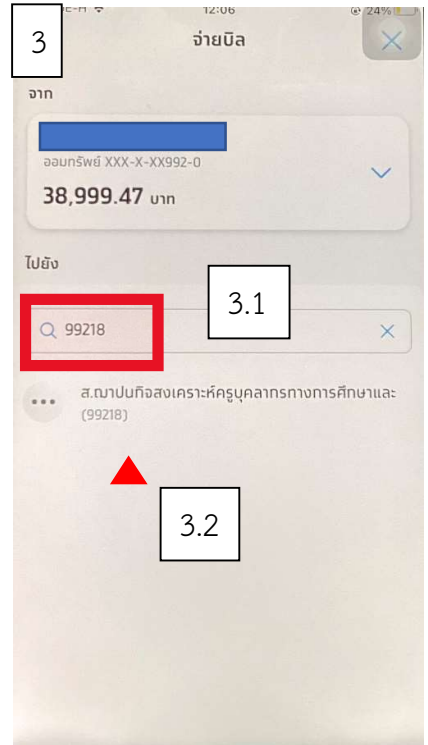 3
12:06
24%
จ่ายบิล
จาก
ออมทรัพย์ XXX-X-XX992-0
38,999.47 บาท
ไปยัง
3.1
99218
ส.ฌาปนกิจสงเคราะห์ครูบุคลากรทางการศึกษาและ
(99218)
3.2